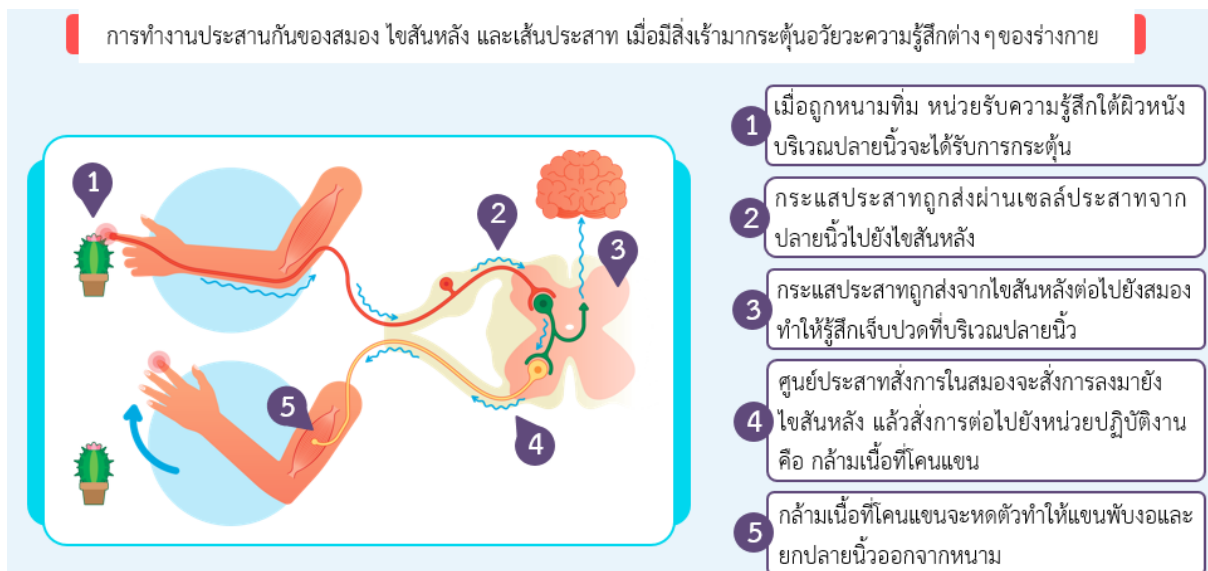 การทำงานประสานกันของสมอง ไขสันหลัง และเส้นประสาท เมื่อมีสิ่งเร้ามากระตุ้นอวัยวะความรู้สึกต่าง ๆของร่างกาย
1
เมื่อถูกหนามทิ่ม หน่วยรับความรู้สึกใต้ผิวหนัง
บริเวณปลายนิ้วจะได้รับการกระตุ้น
2
กระแสประสาทถูกส่งผ่านเซลล์ประสาทจาก
ปลายนิ้วไปยังไขสันหลัง
3
กระแสประสาทถูกส่งจากไขสันหลังต่อไปยังสมอง
ทำให้รู้สึกเจ็บปวดที่บริเวณปลายนิ้ว
4
ศูนย์ประสาทสั่งการในสมองจะสั่งการลงมายัง
ไขสันหลัง แล้วสั่งการต่อไปยังหน่วยปฏิบัติงาน
คือ กล้ามเนื้อที่โคนแขน
5
กล้ามเนื้อที่โคนแขนจะหดตัวทำให้แขนพับงอและ
ยกปลายนิ้วออกจากหนาม
1
2
3
4
5